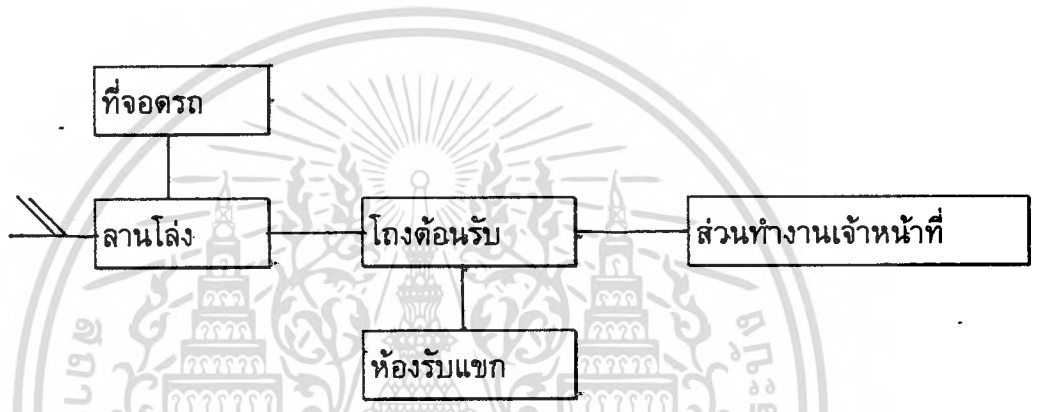 ที่จอดรถ
ลานโล่ง
โถงต้อนรับ
ส่วนทำงานเจ้าหน้าที่
ห้องรับแขก